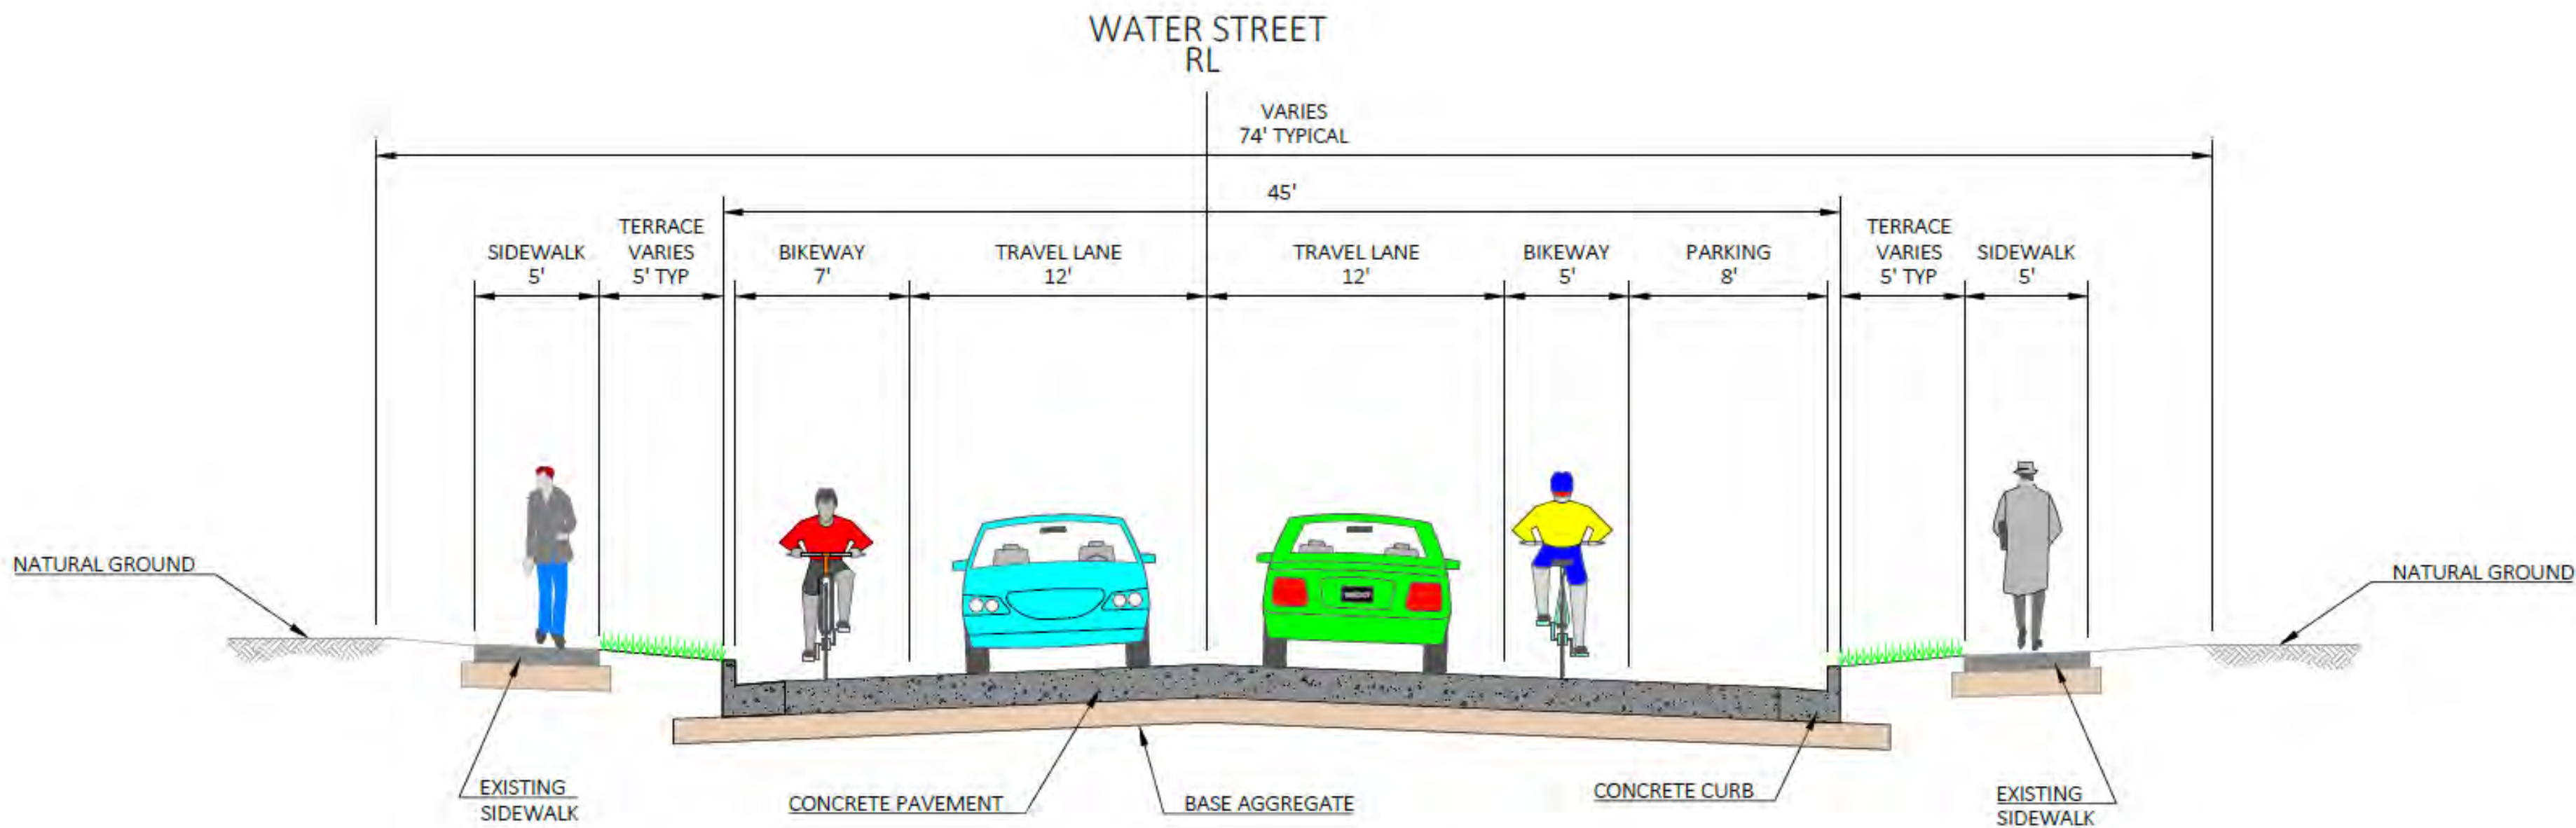 WATER STREET
RL
VARIES
74' TYPICAL
45'
SIDEWALK
5'
TERRACE
VARIES
5' TYP
BIKEWAY
7'
TRAVEL LANE
12'
TRAVEL LANE
12'
BIKEWAY
5'
PARKING
8'
TERRACE
VARIES
5' TYP
SIDEWALK
5'
NATURAL GROUND
NATURAL GROUND
EXISTING
SIDEWALK
CONCRETE PAVEMENT
BASE AGGREGATE
CONCRETE CURB
EXISTING
SIDEWALK